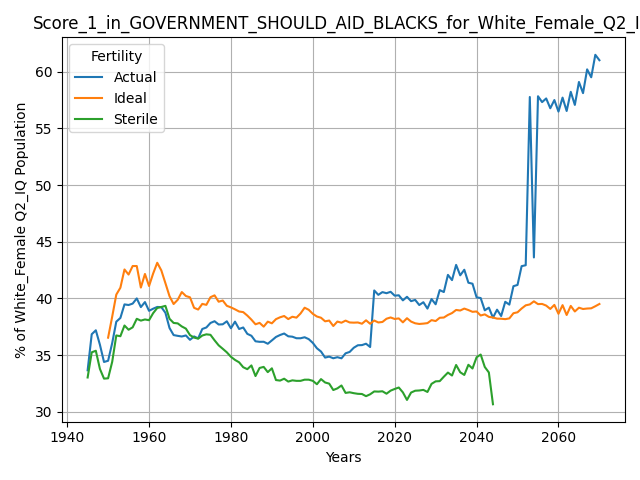 Score_1_in_GOVERNMENT_SHOULD_AID_BLACKS_for_White_Female_Q2_I
Fertility
Actual
Ideal
Sterile
% of White_Female Q2_IQ Population
60
55
50
45
40
35
30
1940
1960
1980
2000
2020
2040
2060
Years